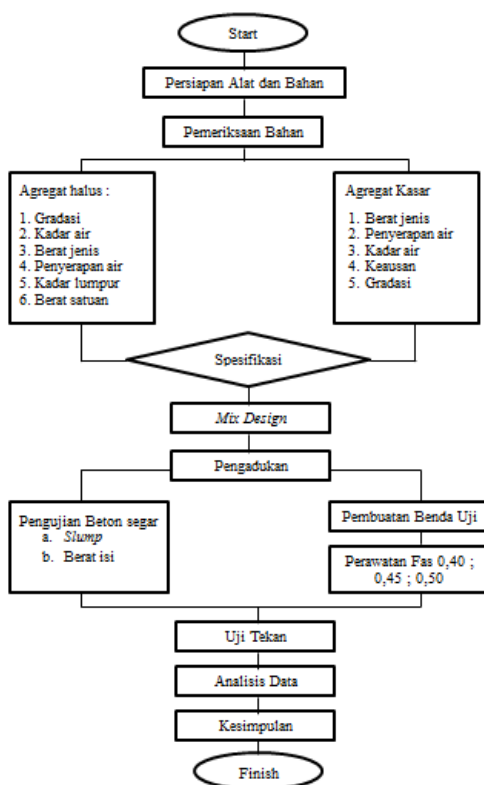 Start
Persiapan Alat dan Bahan
Pemeriksaan Bahan
Agregat halus :
1. Gradasi
2. Kadar air
3. Berat jenis
4. Penyerapan air
5. Kadar lumpur
6. Berat satuan
Agregat Kasar
1. Berat jenis
2. Penyerapan air
3. Kadar air
4. Keausan
5. Gradasi
Spesifikasi
Mix Design
Pengadukan
Pengujian Beton segar
a. Slump
b. Berat isi
Pembuatan Benda Uji
Perawatan Fas 0,40 ;
0,45 ; 0,50
Uji Tekan
Analisis Data
Kesimpulan
Finish